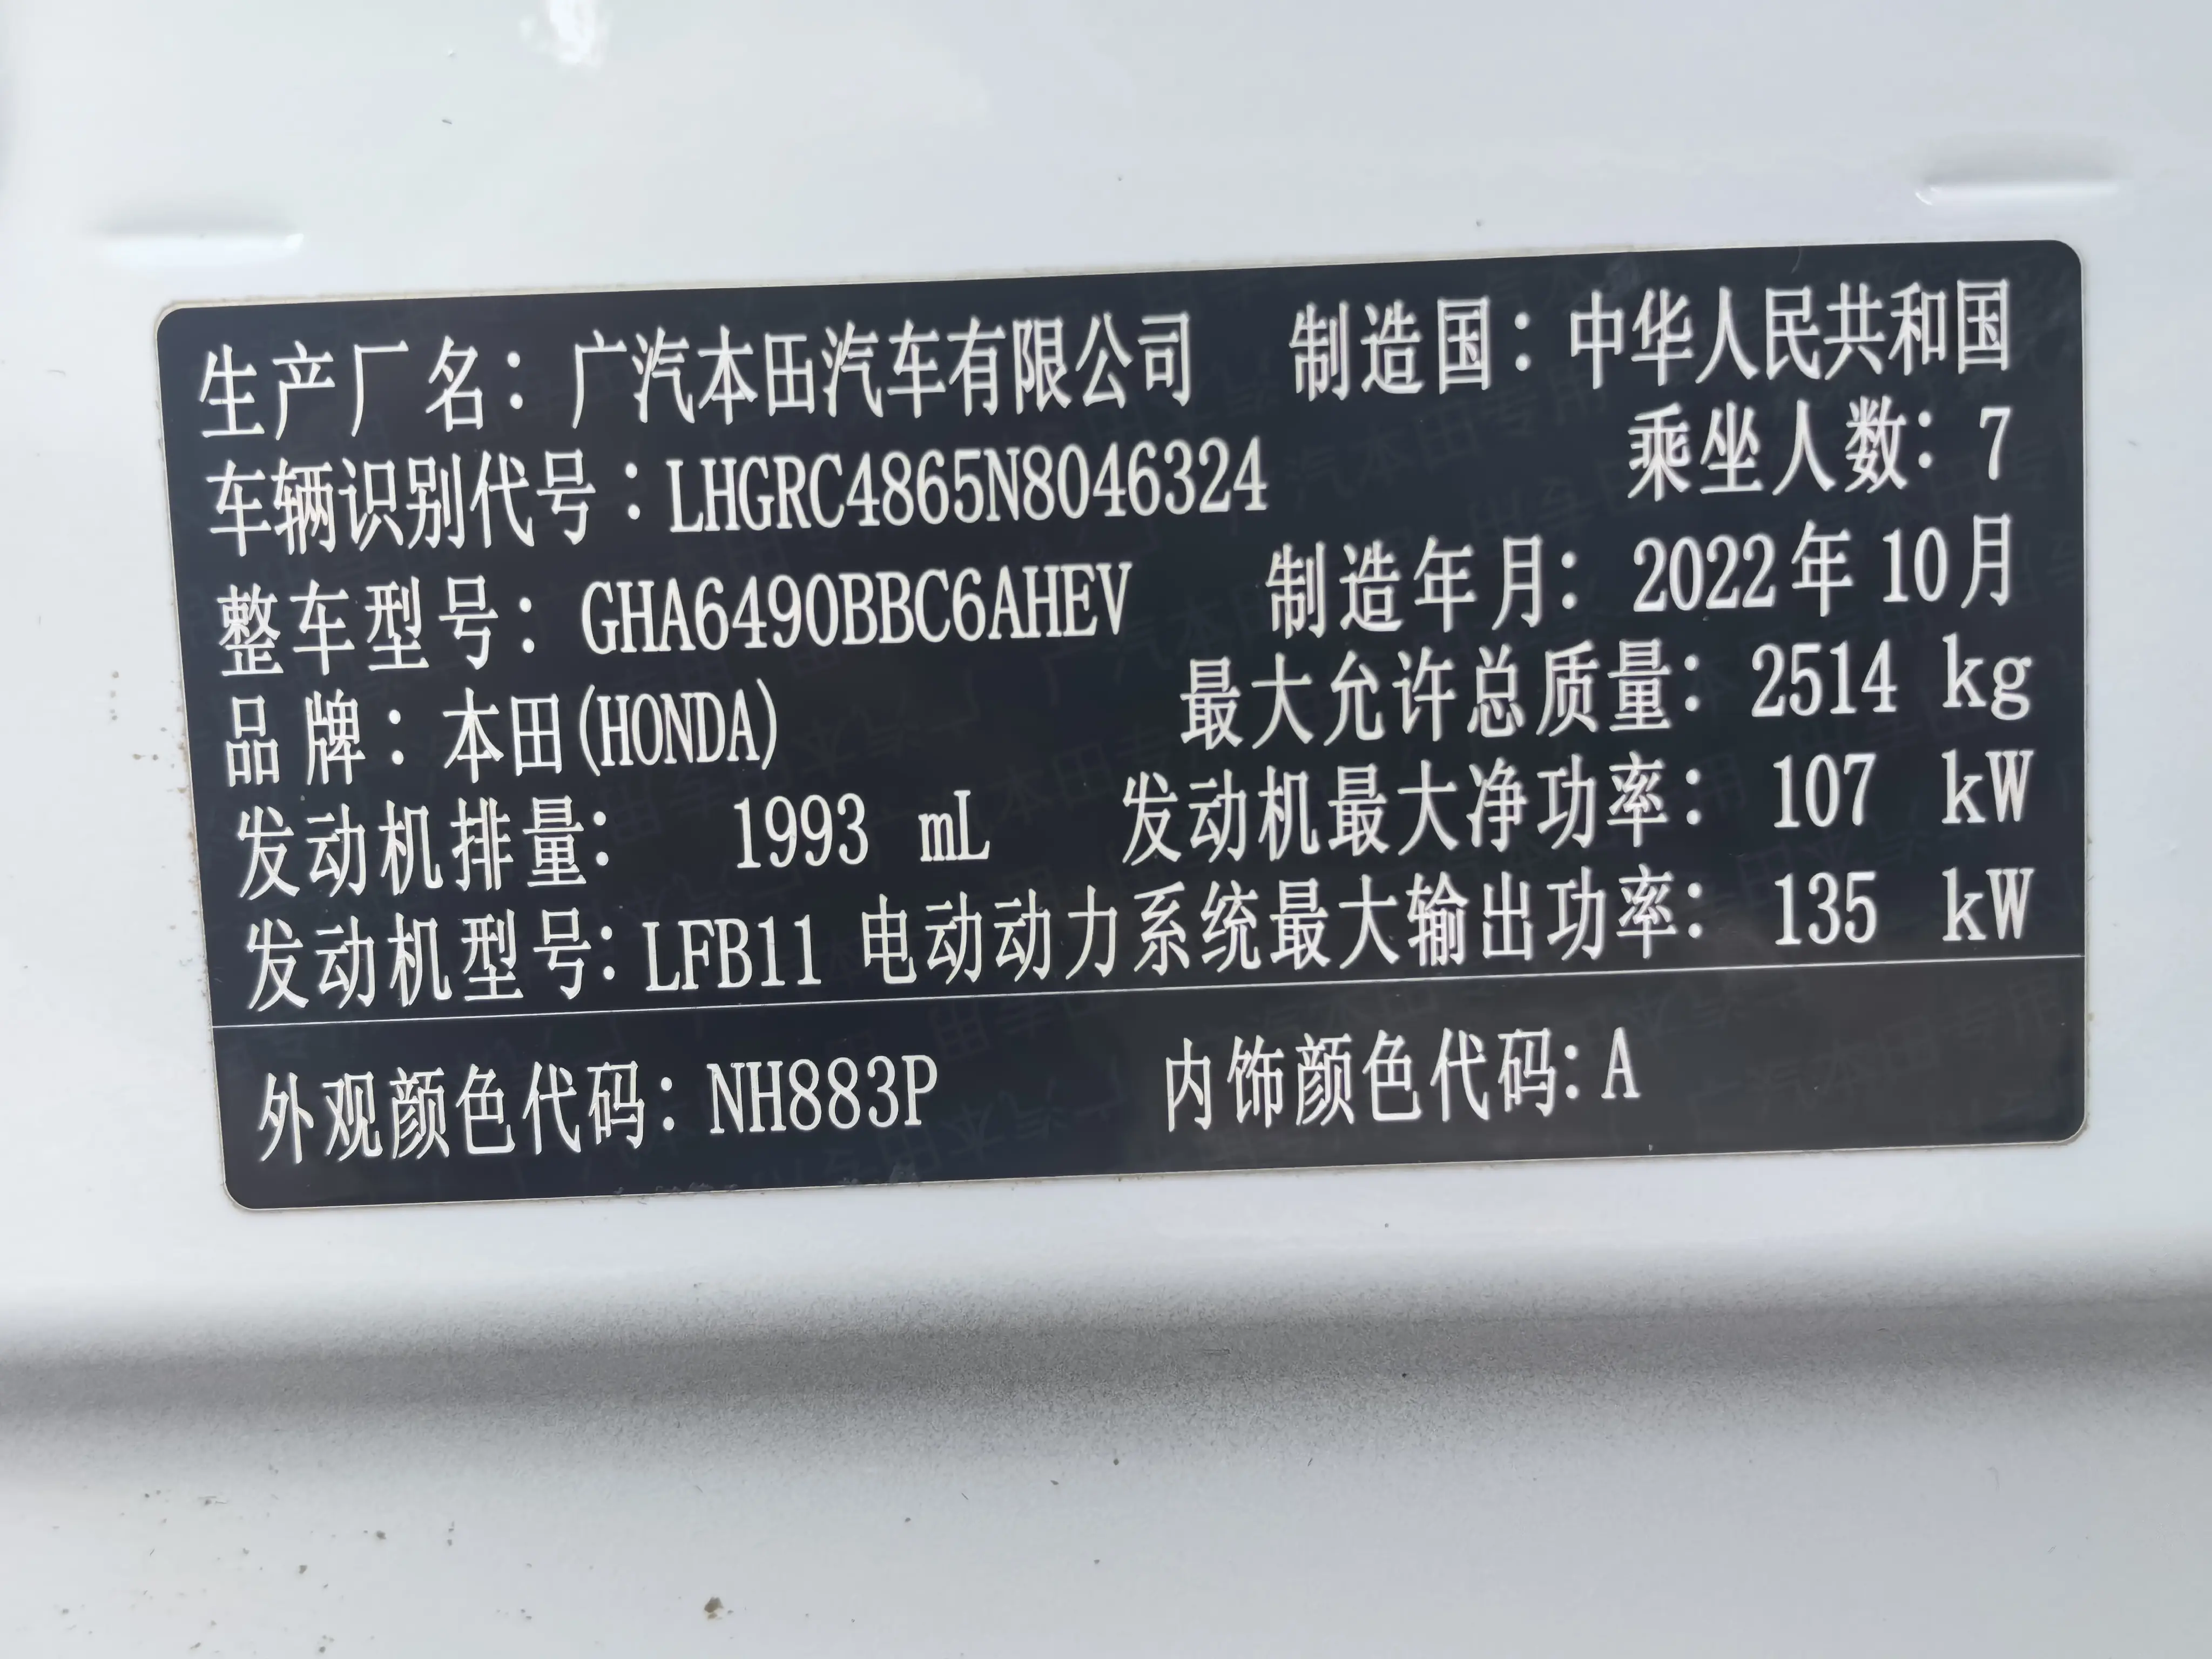 生产厂名：广汽本田汽车有限公司 制造国：中华人民共和国
车辆识别代号：LHGRC4865N8046324 乘坐人数：7
整车型号：GHA6490BBC6AHEV 制造年月：2022年10月
品牌：本田(HONDA) 最大允许总质量：2514 kg
发动机排量： 1993 mL 发动机最大净功率：107 kW
发动机型号：LFB11 电动动力系统最大输出功率：135 kW
外观颜色代码：NH883P 内饰颜色代码：A